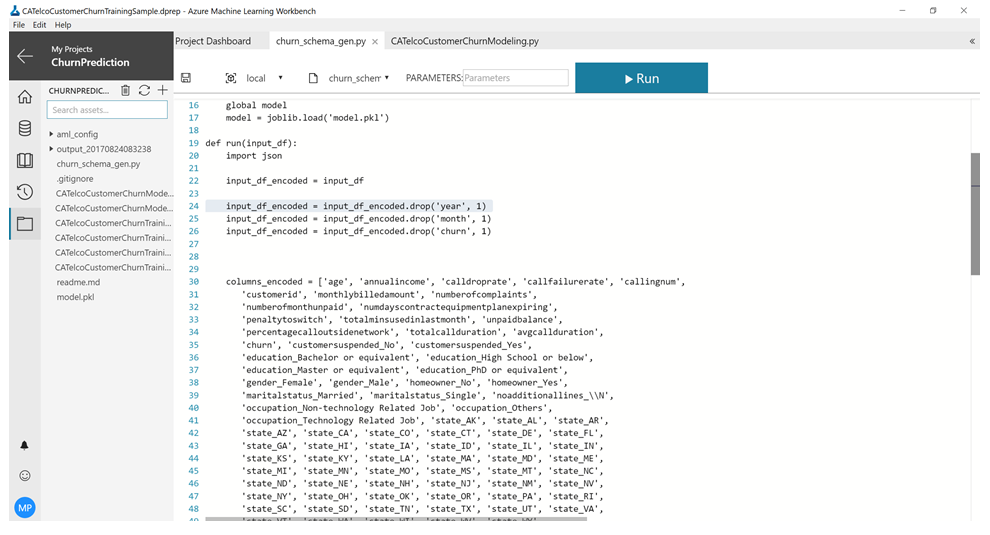 CATelcoCustomerChurnTrainingSample.dprep - Azure Machine Learning Workbench
File Edit Help
My Projects
ChurnPrediction
Project Dashboard churn_schema_gen.py × CATelcoCustomerChurnModeling.py «
local churn_scherr PARAMETERS: Parameters Run
CHURNPREDIC...
Search assets...
aml_config
output_20170824083238
churn_schema_gen.py
.gitignore
CATelcoCustomerChurnMode...
CATelcoCustomerChurnMode...
CATelcoCustomerChurnTraini...
CATelcoCustomerChurnTraini...
CATelcoCustomerChurnTraini...
CATelcoCustomerChurnTraini...
readme.md
model.pkl
MP
16 global model
17 model = joblib.load('model.pkl')
18
19 def run(input_df):
20 import json
21
22 input_df_encoded = input_df
23
24 input_df_encoded = input_df_encoded.drop('year', 1)
25 input_df_encoded = input_df_encoded.drop('month', 1)
26 input_df_encoded = input_df_encoded.drop('churn', 1)
27
28
29
30 columns_encoded = ['age', 'annualincome', 'calldroprate', 'callfailurerate', 'callingnum',
31 'customerid', 'monthlybilledamount', 'numberofcomplaints',
32 'numberofmonthunpaid', 'numdayscontractequipmentplanexpiring',
33 'penaltytoswitch', 'totalminsusedinlastmonth', 'unpaidbalance',
34 'percentagecalloutsidenetwork', 'totalcallduration', 'avgcallduration',
35 'churn', 'customersuspended_No', 'customersuspended_Yes',
36 'education_Bachelor or equivalent', 'education_High School or below',
37 'education_Master or equivalent', 'education_PhD or equivalent',
38 'gender_Female', 'gender_Male', 'homeowner_No', 'homeowner_Yes',
39 'maritalstatus_Married', 'maritalstatus_Single', 'noadditionallines_\\N',
40 'occupation_Non-technology Related Job', 'occupation_Others',
41 'occupation_Technology Related Job', 'state_AK', 'state_AL', 'state_AR',
42 'state_AZ', 'state_CA', 'state_CO', 'state_CT', 'state_DE', 'state_FL',
43 'state_GA', 'state_HI', 'state_IA', 'state_ID', 'state_IL', 'state_IN',
44 'state_KS', 'state_KY', 'state_LA', 'state_MA', 'state_MD', 'state_ME',
45 'state_MI', 'state_MN', 'state_MO', 'state_MS', 'state_MT', 'state_NC',
46 'state_ND', 'state_NE', 'state_NH', 'state_NJ', 'state_NM', 'state_NV',
47 'state_NY', 'state_OH', 'state_OK', 'state_OR', 'state_PA', 'state_RI',
48 'state_SC', 'state_SD', 'state_TN', 'state_TX', 'state_UT', 'state_VA',